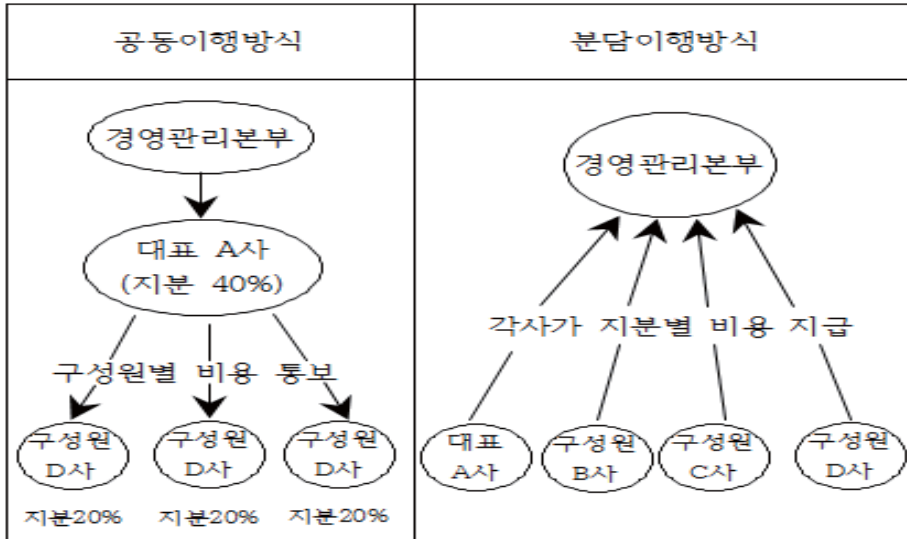 공동이행방식
분담이행방식
경영관리본부
대표 A사
(지분 40%)
구성원별 비용 통보
구성원
D사
구성원
D사
구성원
D사
지분20%
지분20%
지분20%
경영관리본부
각사가 지분별 비용 지급
대표
A사
구성원
B사
구성원
C사
구성원
D사